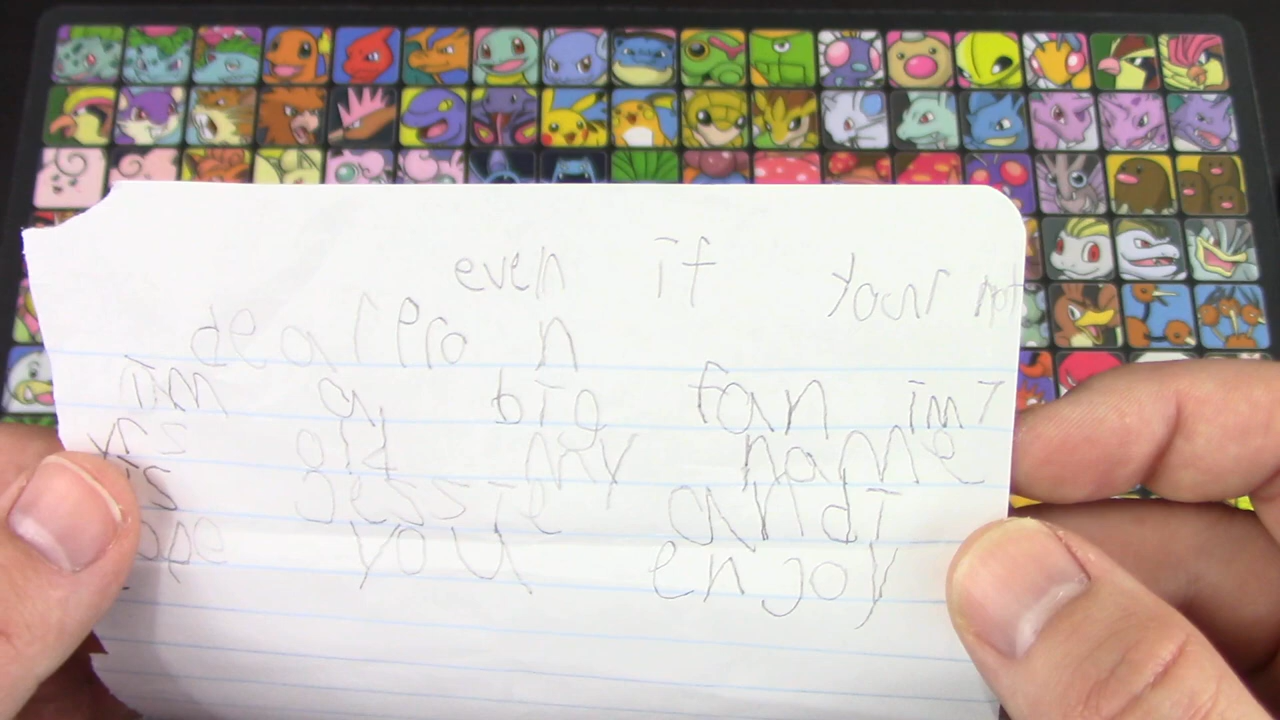 even if your not
dear Pro n
im a big fan im 7
yrs old my name
is Jessie and i
ope you enjoy